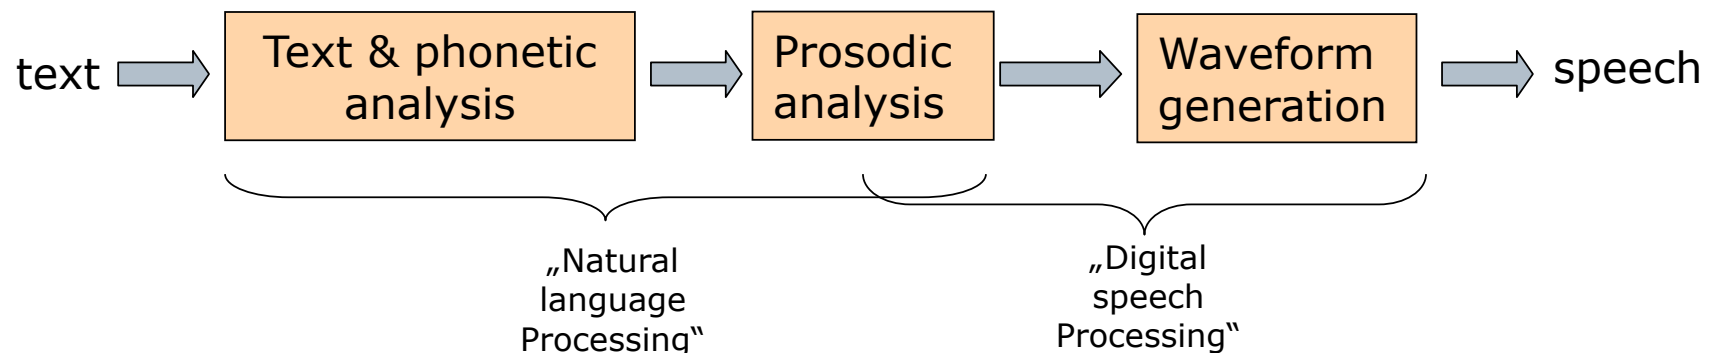 text
Text & phonetic
analysis
Prosodic
analysis
Waveform
generation
speech
„Natural
language
Processing“
„Digital
speech
Processing“